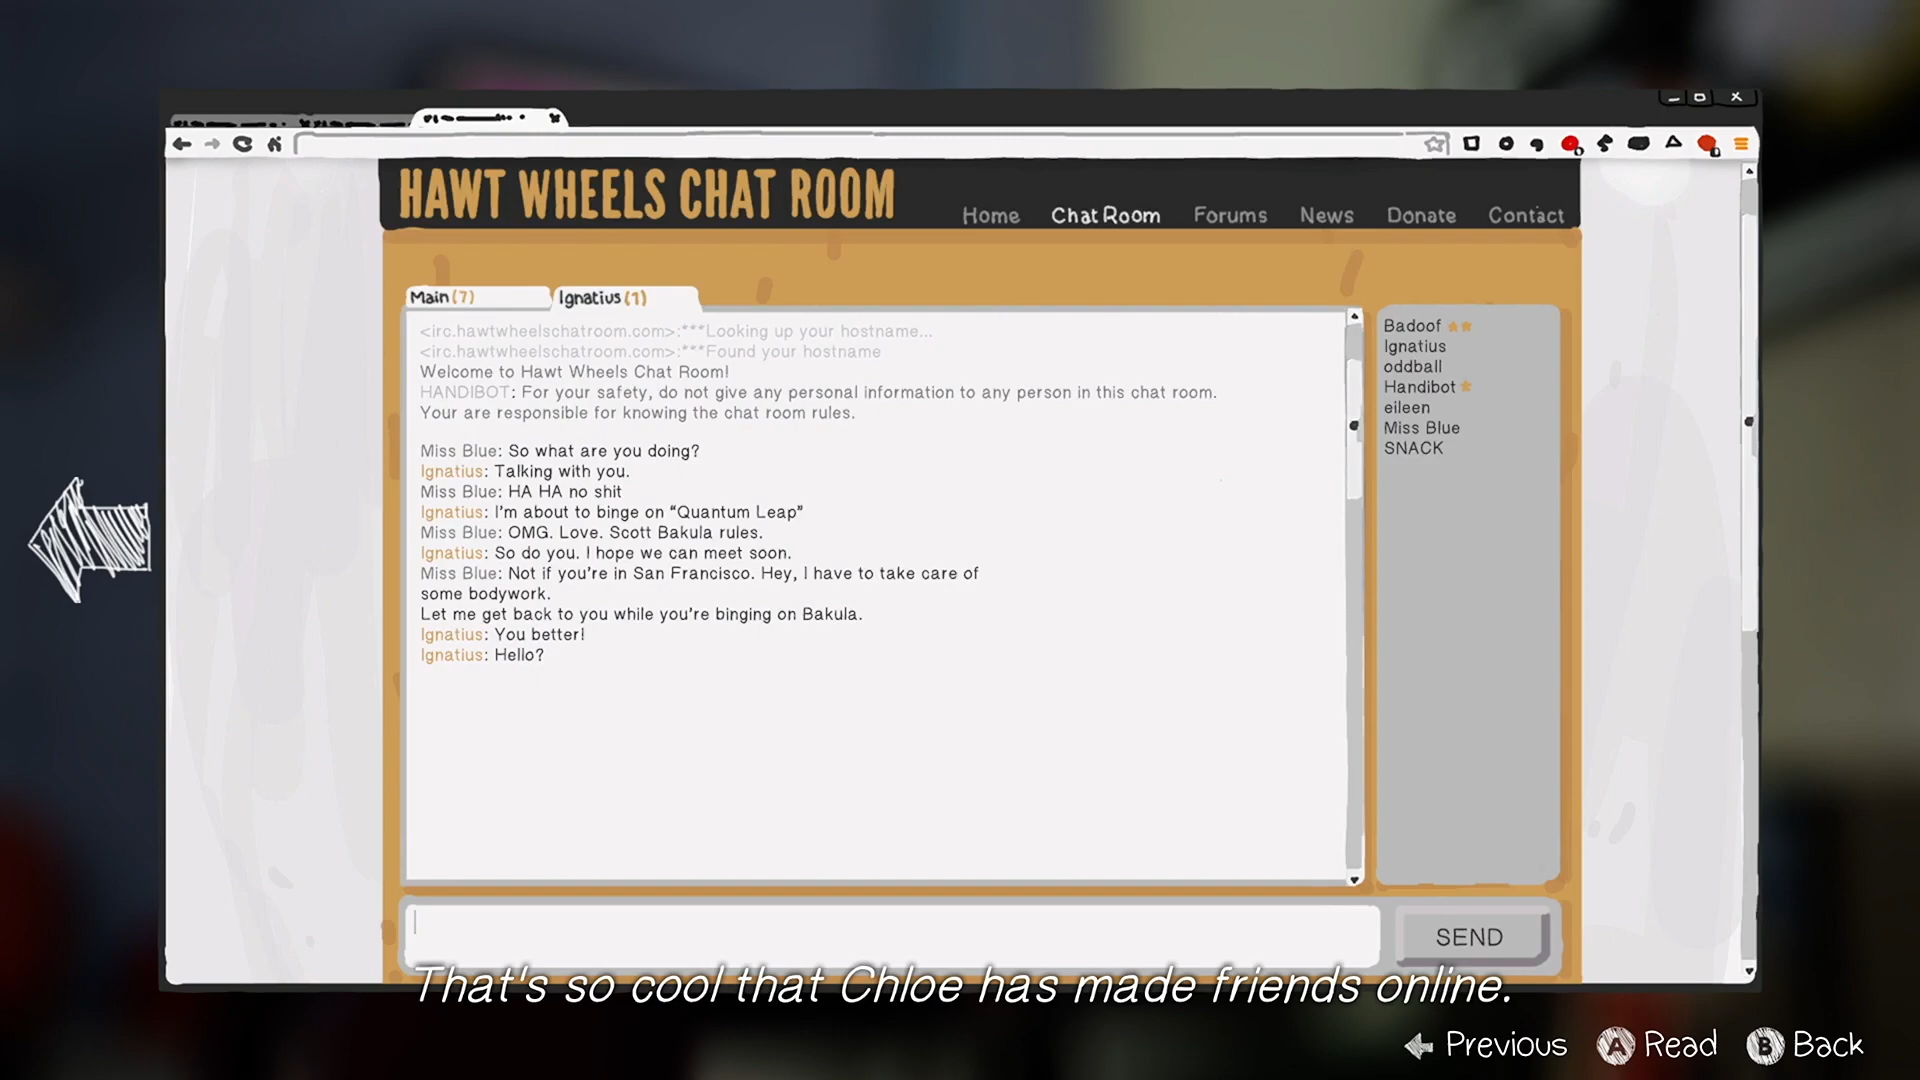 HAWT WHEELS CHAT ROOM
Home Chat Room Forums News Donate Contact
Main (7) Ignatius (1)
<irc.hawtwheelschatroom.com>:***Looking up your hostname...
<irc.hawtwheelschatroom.com>:***Found your hostname
Welcome to Hawt Wheels Chat Room!
HANDIBOT: For your safety, do not give any personal information to any person in this chat room.
Your are responsible for knowing the chat room rules.
Miss Blue: So what are you doing?
Ignatius: Talking with you.
Miss Blue: HA HA no shit
Ignatius: I'm about to binge on “Quantum Leap”
Miss Blue: OMG. Love. Scott Bakula rules.
Ignatius: So do you. I hope we can meet soon.
Miss Blue: Not if you're in San Francisco. Hey, I have to take care of
some bodywork.
Let me get back to you while you're binging on Bakula.
Ignatius: You better!
Ignatius: Hello?
Badoof
Ignatius
oddball
Handibot
eileen
Miss Blue
SNACK
SEND
That's so cool that Chloe has made friends online.
Previous A Read B Back